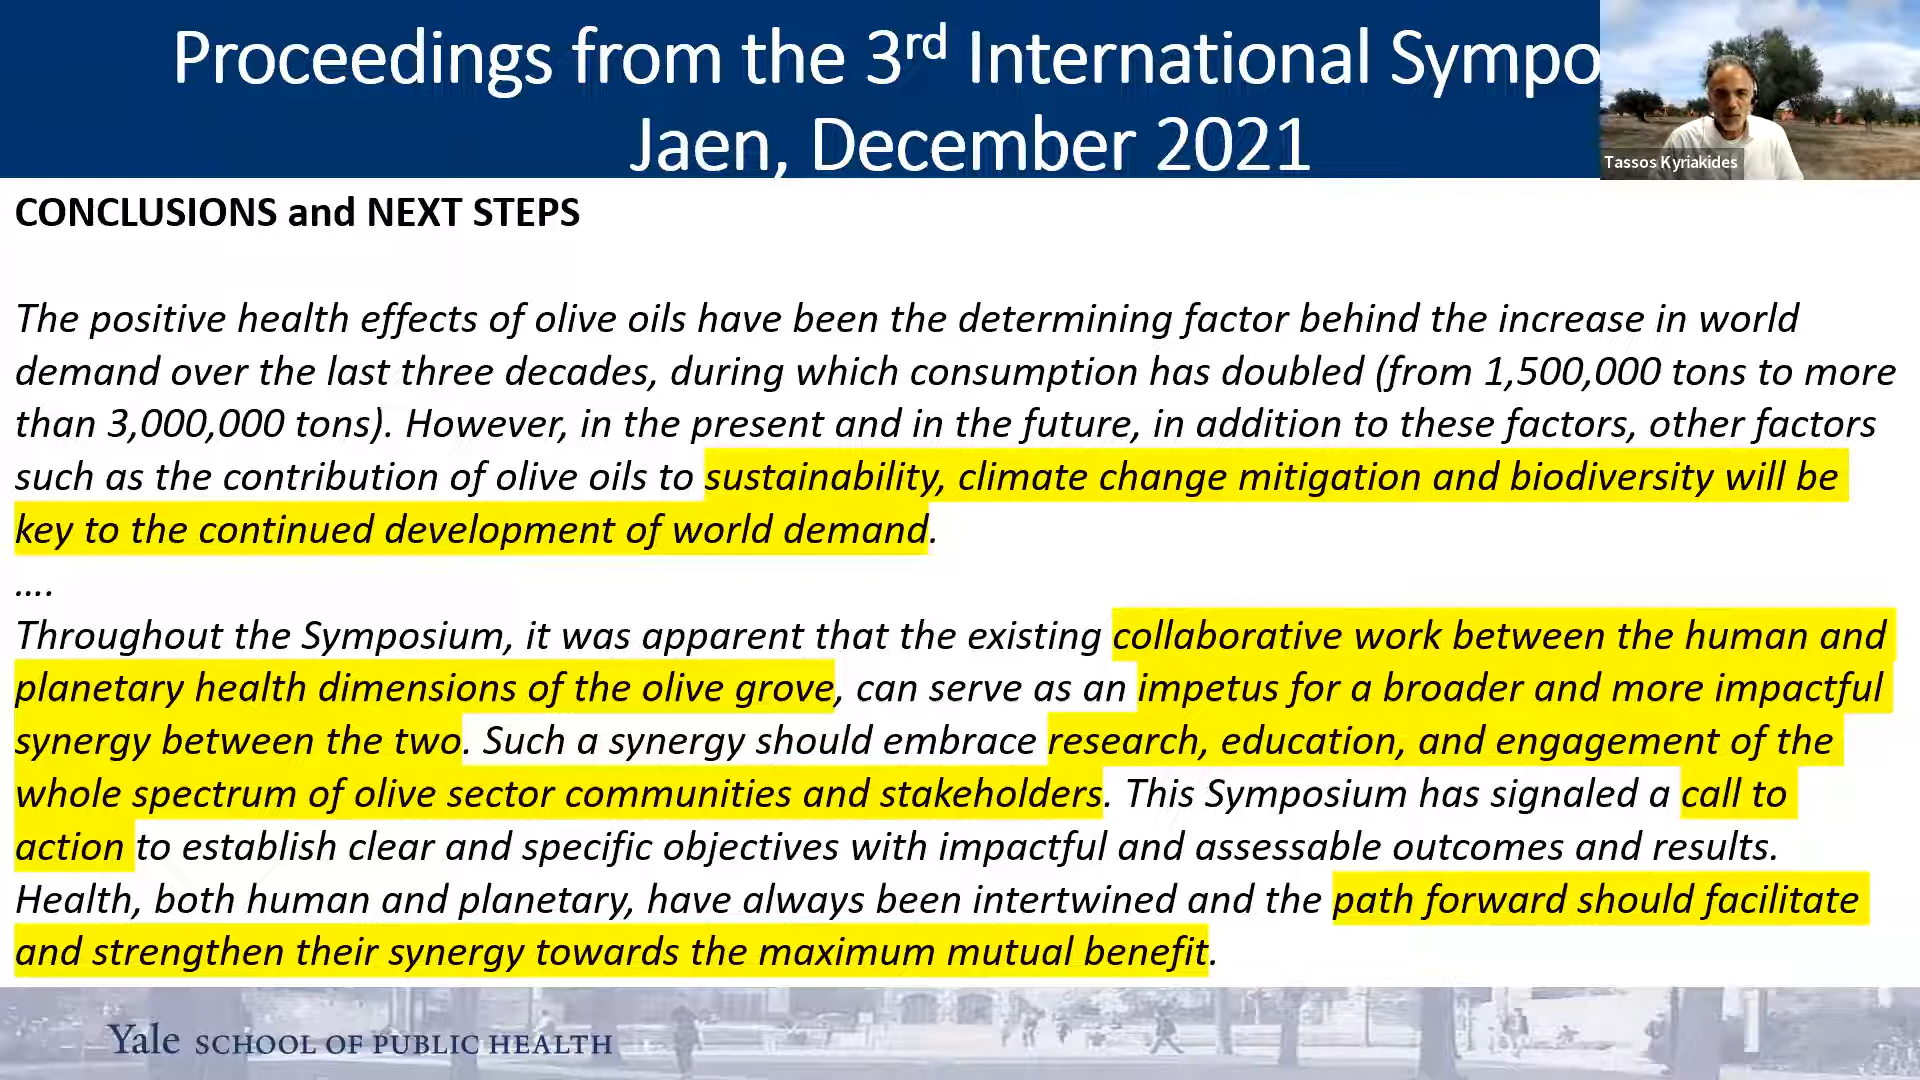 Proceedings from the 3rd International Sympo
Jaen, December 2021
Tassos Kyriakides
CONCLUSIONS and NEXT STEPS
The positive health effects of olive oils have been the determining factor behind the increase in world
demand over the last three decades, during which consumption has doubled (from 1,500,000 tons to more
than 3,000,000 tons). However, in the present and in the future, in addition to these factors, other factors
such as the contribution of olive oils to sustainability, climate change mitigation and biodiversity will be
key to the continued development of world demand.
....
Throughout the Symposium, it was apparent that the existing collaborative work between the human and
planetary health dimensions of the olive grove, can serve as an impetus for a broader and more impactful
synergy between the two. Such a synergy should embrace research, education, and engagement of the
whole spectrum of olive sector communities and stakeholders. This Symposium has signaled a call to
action to establish clear and specific objectives with impactful and assessable outcomes and results.
Health, both human and planetary, have always been intertwined and the path forward should facilitate
and strengthen their synergy towards the maximum mutual benefit.
Yale SCHOOL OF PUBLIC HEALTH